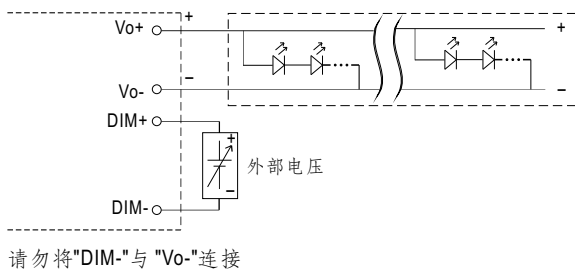 Vo+ + +
Vo- − −
DIM+
+
外部电压
−
DIM-
请勿将"DIM-"与 "Vo-"连接